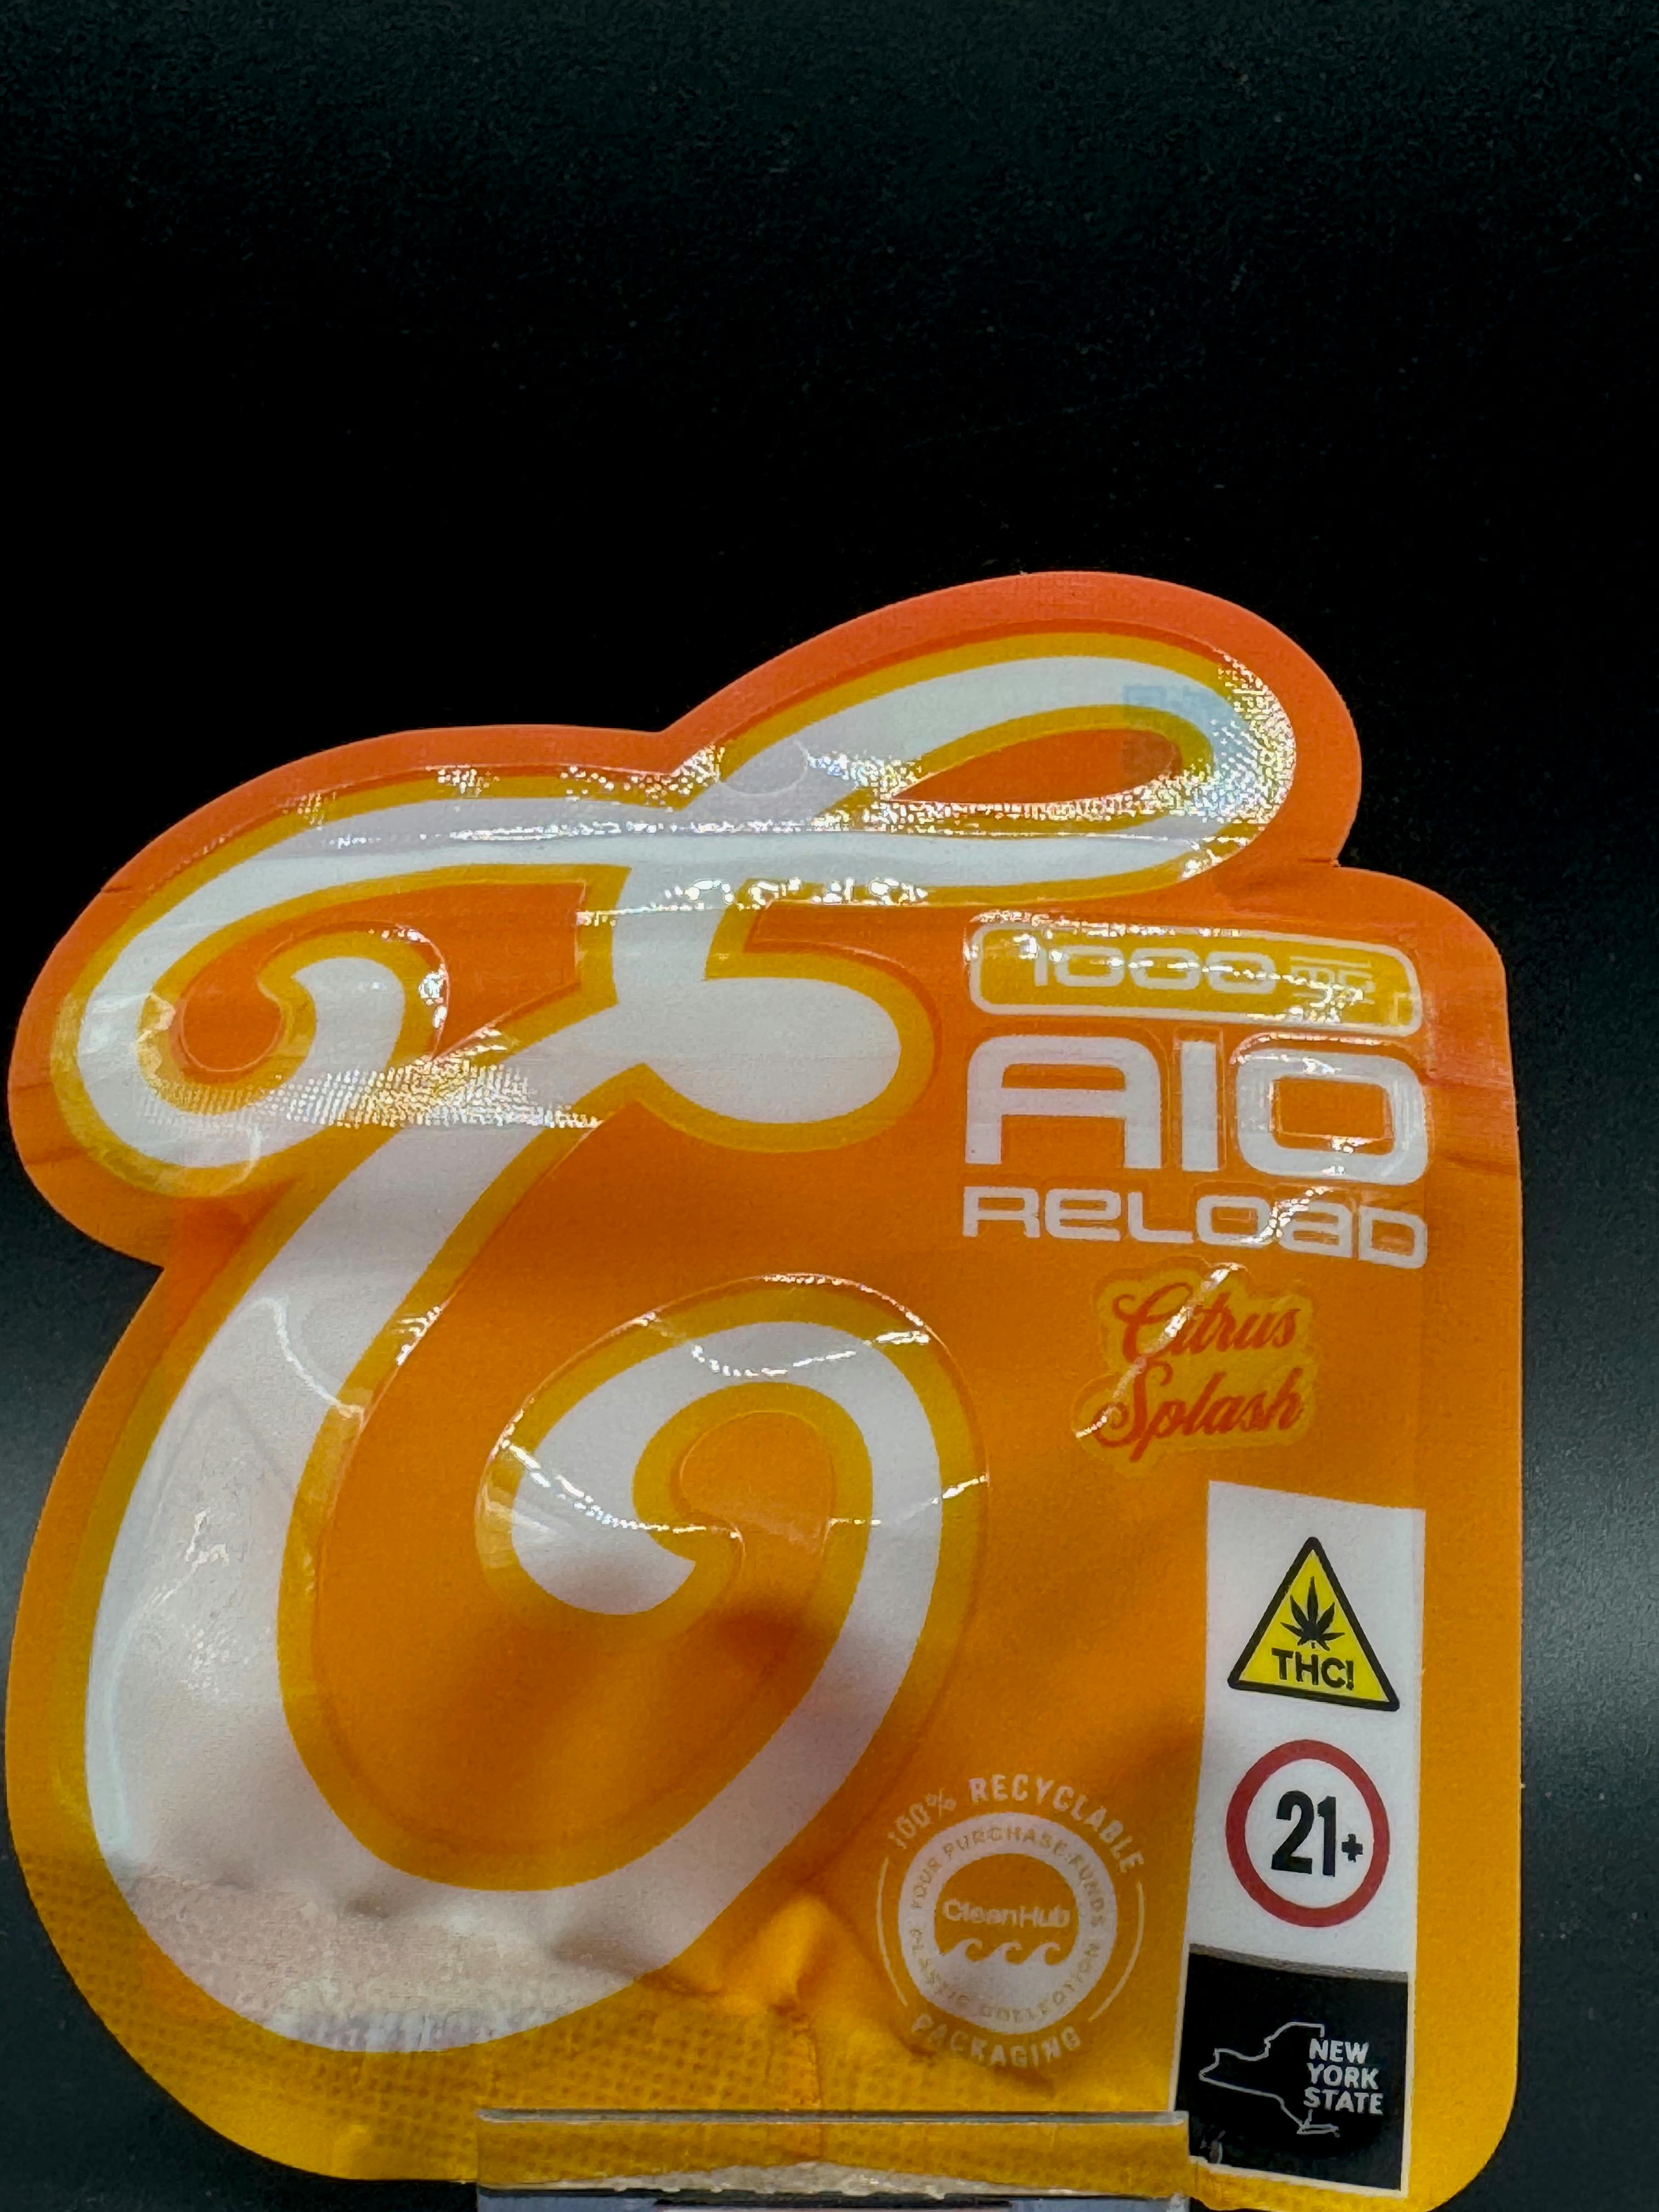 1000 mg
AIO
RELOAD
Citrus
Splash
THC!
21+
100% RECYCLABLE
YOUR PURCHASE FUNDS
CleanHub
PLASTIC COLLECTION
PACKAGING
NEW
YORK
STATE